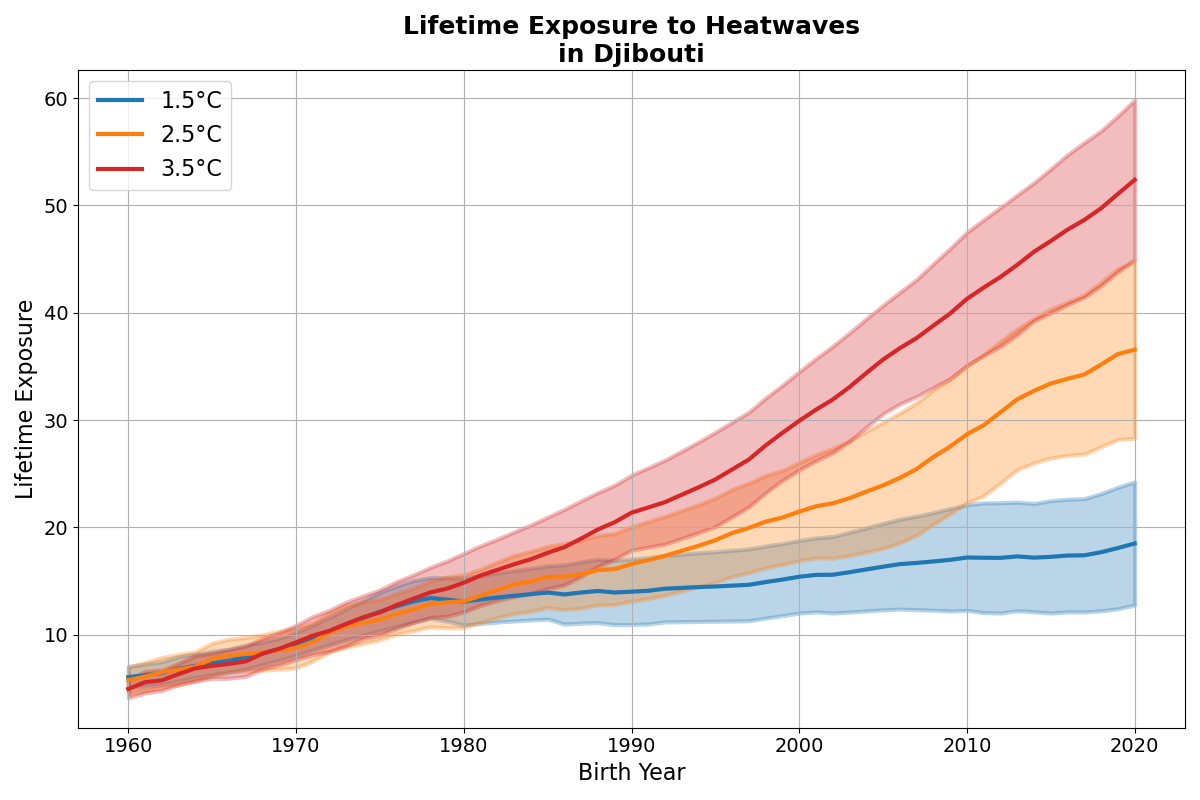 Lifetime Exposure to Heatwaves
in Djibouti
1.5°C
2.5°C
3.5°C
Lifetime Exposure
60
50
40
30
20
10
1960 1970 1980 1990 2000 2010 2020
Birth Year